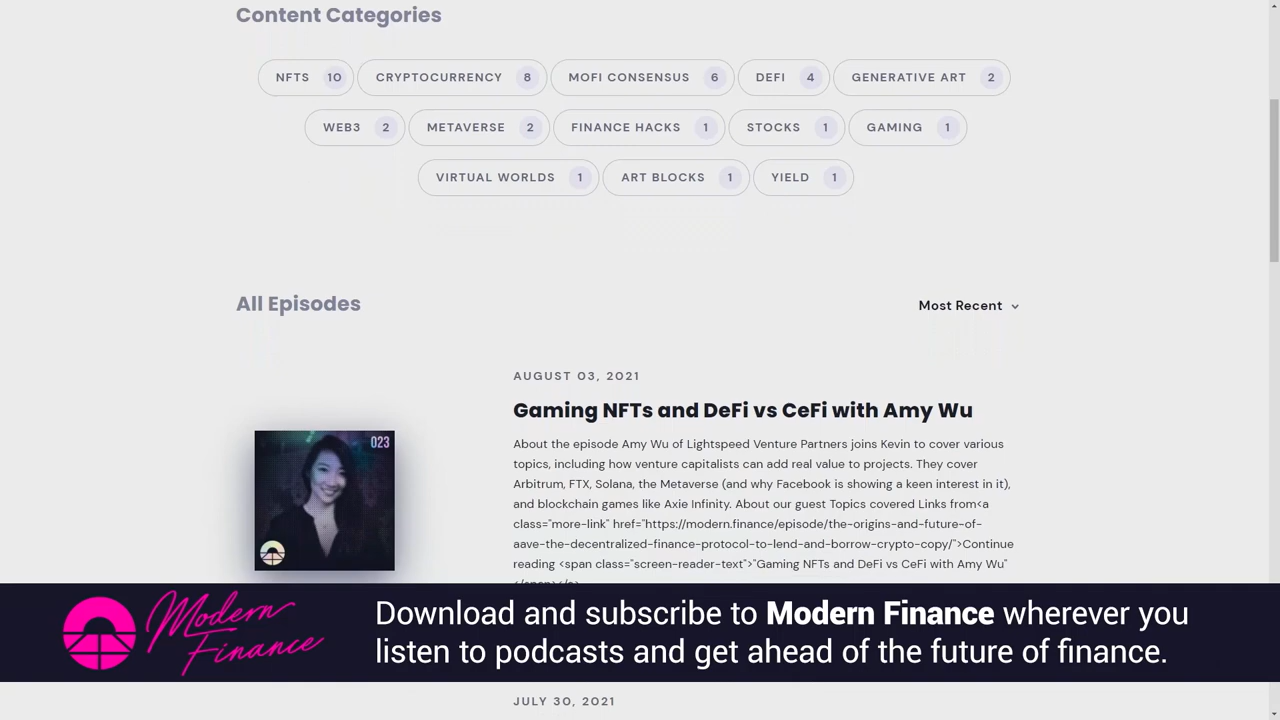 Content Categories
NFTS 10 CRYPTOCURRENCY 8 MOFI CONSENSUS 6 DEFI 4 GENERATIVE ART 2
WEB3 2 METAVERSE 2 FINANCE HACKS 1 STOCKS 1 GAMING 1
VIRTUAL WORLDS 1 ART BLOCKS 1 YIELD 1
All Episodes
Most Recent
AUGUST 03, 2021
Gaming NFTs and DeFi vs CeFi with Amy Wu
023
About the episode Amy Wu of Lightspeed Venture Partners joins Kevin to cover various
topics, including how venture capitalists can add real value to projects. They cover
Arbitrum, FTX, Solana, the Metaverse (and why Facebook is showing a keen interest in it),
and blockchain games like Axie Infinity. About our guest Topics covered Links from<a
class="more-link" href="https://modern.finance/episode/the-origins-and-future-of-
aave-the-decentralized-finance-protocol-to-lend-and-borrow-crypto-copy/">Continue
reading <span class="screen-reader-text">"Gaming NFTs and DeFi vs CeFi with Amy Wu"
Modern
Finance
Download and subscribe to Modern Finance wherever you
listen to podcasts and get ahead of the future of finance.
JULY 30, 2021